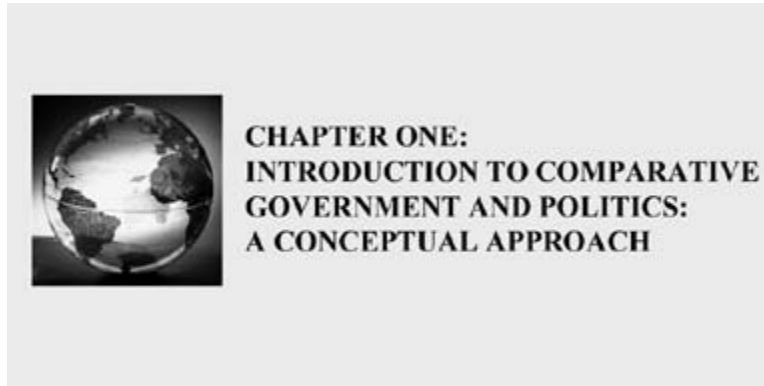 CHAPTER ONE:
INTRODUCTION TO COMPARATIVE
GOVERNMENT AND POLITICS:
A CONCEPTUAL APPROACH